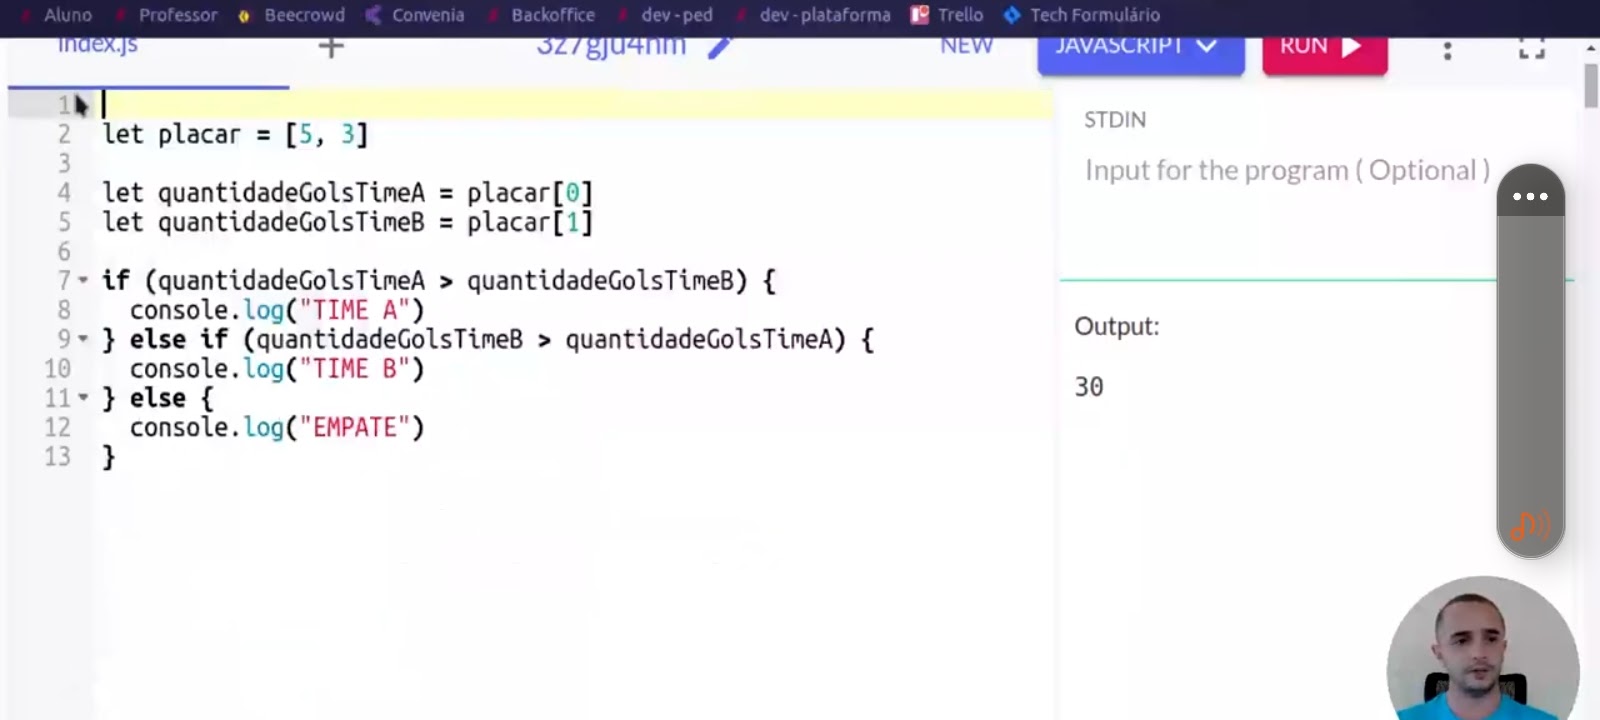 Aluno Professor Beecrowd Convenia Backoffice dev-ped dev-plataforma Trello Tech Formulário
index.js + 3z7gju4nm NEW JAVASCRIPT RUN
1
2 let placar = [5, 3]
3
4 let quantidadeGolsTimeA = placar[0]
5 let quantidadeGolsTimeB = placar[1]
6
7 if (quantidadeGolsTimeA > quantidadeGolsTimeB) {
8 console.log("TIME A")
9 } else if (quantidadeGolsTimeB > quantidadeGolsTimeA) {
10 console.log("TIME B")
11 } else {
12 console.log("EMPATE")
13 }
STDIN
Input for the program ( Optional )
Output:
30